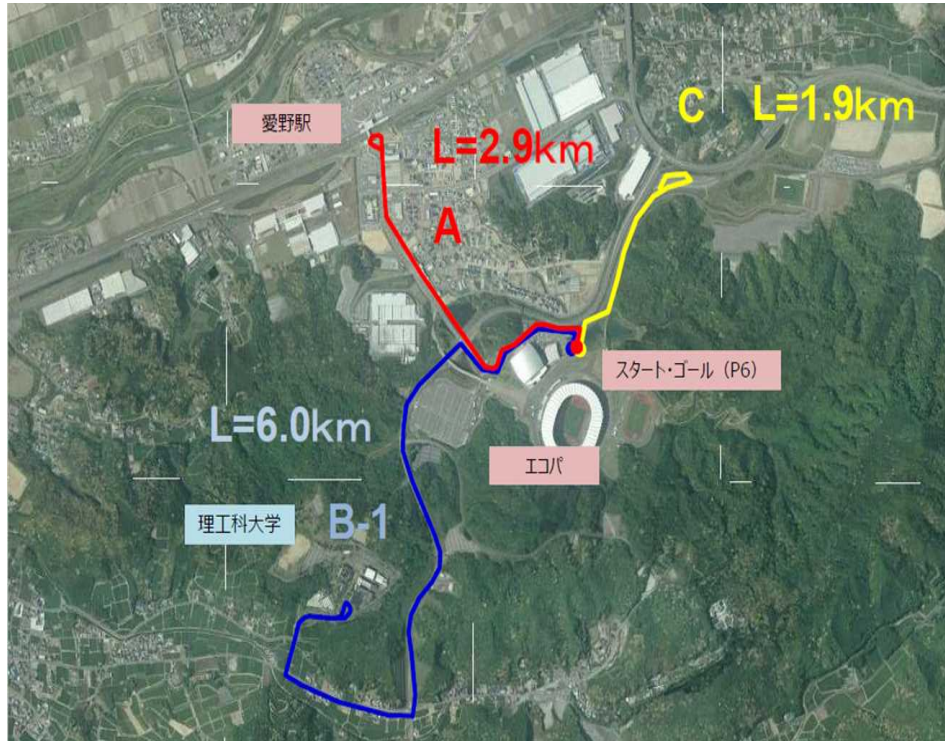 愛野駅
L=2.9km
A
C
L=1.9km
スタート・ゴール（P6）
エコパ
L=6.0km
B-1
理工科大学